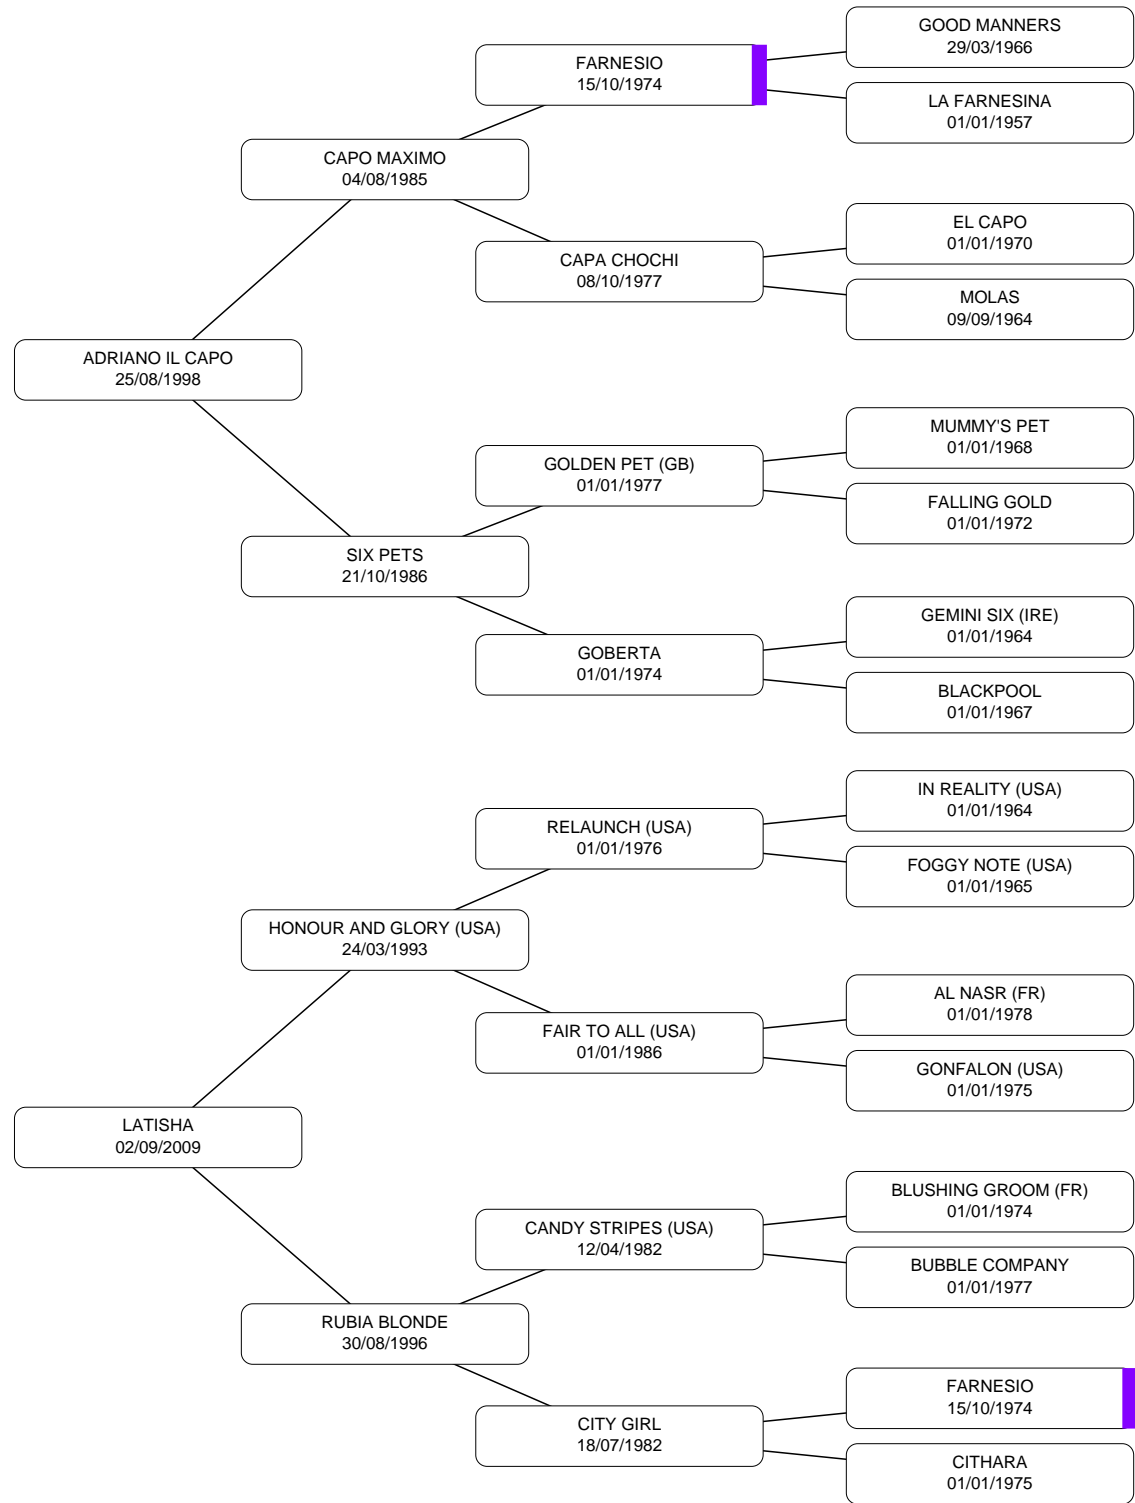 GOOD MANNERS
29/03/1966
FARNESIO
15/10/1974
LA FARNESINA
01/01/1957
CAPO MAXIMO
04/08/1985
EL CAPO
01/01/1970
CAPA CHOCHI
08/10/1977
MOLAS
09/09/1964
ADRIANO IL CAPO
25/08/1998
MUMMY'S PET
01/01/1968
GOLDEN PET (GB)
01/01/1977
FALLING GOLD
01/01/1972
SIX PETS
21/10/1986
GEMINI SIX (IRE)
01/01/1964
GOBERTA
01/01/1974
BLACKPOOL
01/01/1967
IN REALITY (USA)
01/01/1964
RELAUNCH (USA)
01/01/1976
FOGGY NOTE (USA)
01/01/1965
HONOUR AND GLORY (USA)
24/03/1993
AL NASR (FR)
01/01/1978
FAIR TO ALL (USA)
01/01/1986
GONFALON (USA)
01/01/1975
LATISHA
02/09/2009
BLUSHING GROOM (FR)
01/01/1974
CANDY STRIPES (USA)
12/04/1982
BUBBLE COMPANY
01/01/1977
RUBIA BLONDE
30/08/1996
FARNESIO
15/10/1974
CITY GIRL
18/07/1982
CITHARA
01/01/1975